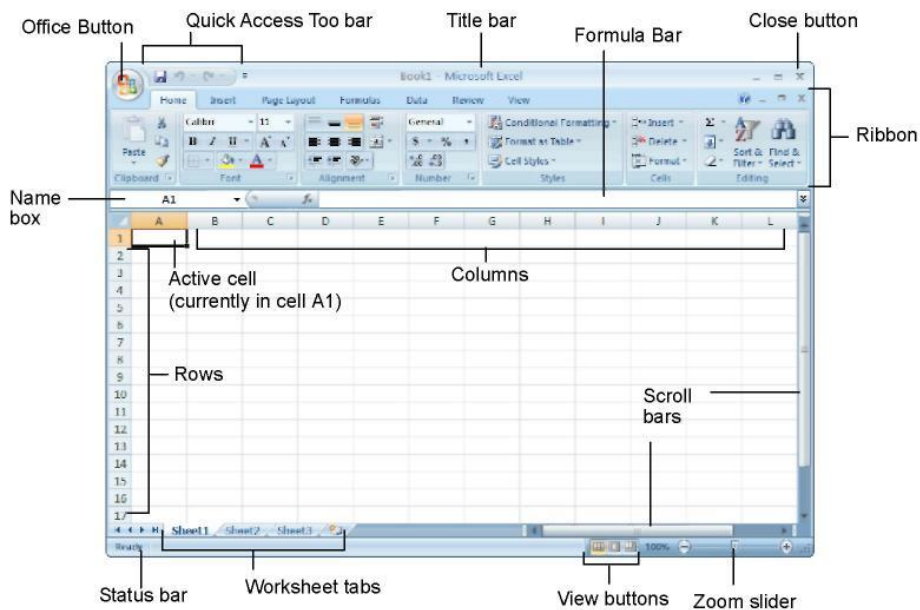 Office Button
Quick Access Too bar
Title bar
Formula Bar
Close button
Book1 - Microsoft Excel
Home Insert Page Layout Formulas Data Review View
Calibri 11 General Conditional Formatting Insert Σ
Paste B I U A A $ % , Format as Table Delete Sort & Find &
A Cell Styles Format Filter Select
Clipboard Font Alignment Number Styles Cells Editing
Ribbon
Name
box
A1 fx
A B C D E F G H I J K L
1
2
3
4
5
6
7
8
9
10
11
12
13
14
15
16
17
Active cell
(currently in cell A1)
Columns
Rows
Scroll
bars
Sheet1 Sheet2 Sheet3
Ready 100%
Status bar
Worksheet tabs
View buttons
Zoom slider